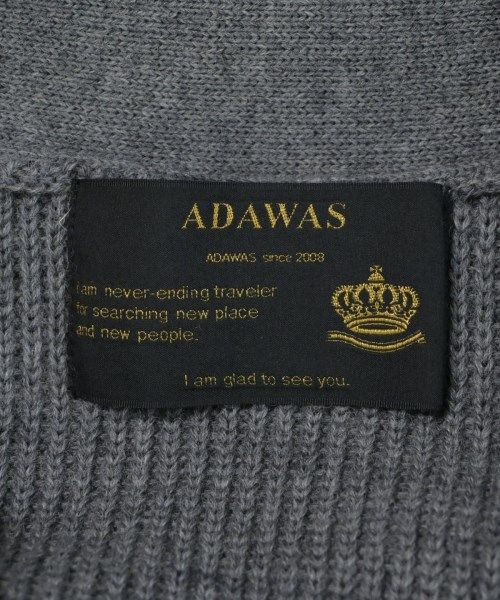 ADAWAS
ADAWAS since 2008
I am never-ending traveler
for searching new place
and new people.
I am glad to see you.